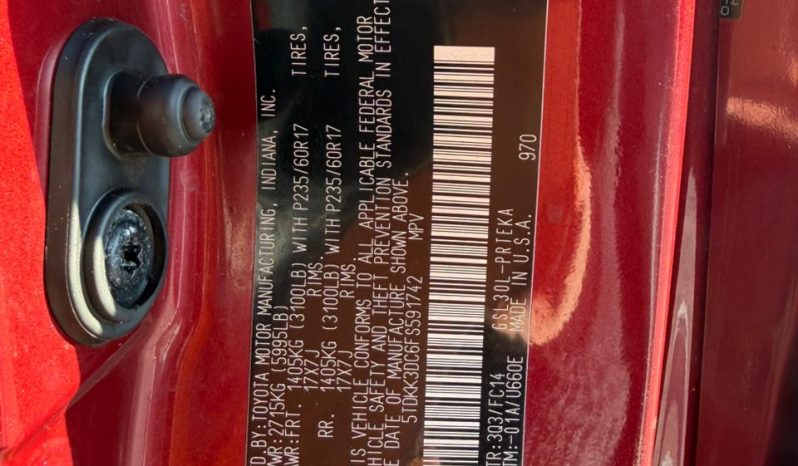 D.BY:TOYOTA MOTOR MANUFACTURING, INDIANA, INC.
WR:2715KG (5995LB)
WR:FRT. 1405KG (3100LB) WITH P235/60R17 TIRES,
17X7J RIMS.
RR. 1405KG (3100LB) WITH P235/60R17 TIRES,
17X7J RIMS.
IS VEHICLE CONFORMS TO ALL APPLICABLE FEDERAL MOTOR
VEHICLE SAFETY AND THEFT PREVENTION STANDARDS IN EFFECT
E DATE OF MANUFACTURE SHOWN ABOVE.
5TDKK3DC6FS591742 MPV
TR:3Q3/FC14 GSL30L-PRTEKA 970
TM:-01A/U660E MADE IN U.S.A.